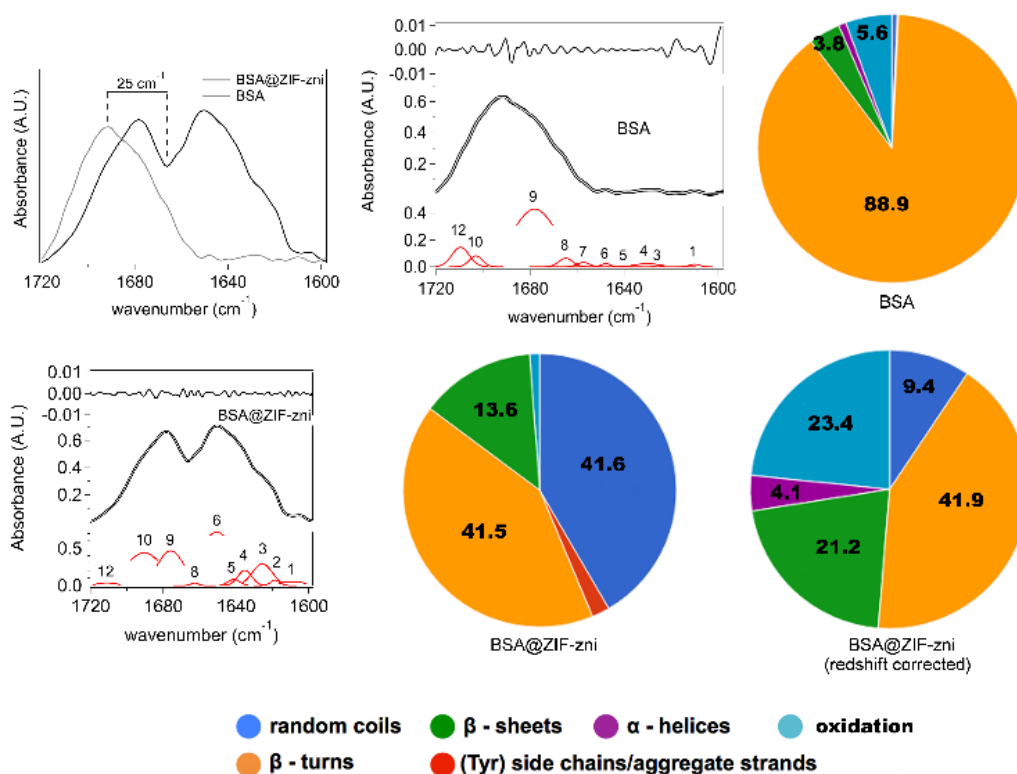 BSA@ZIF-zni
BSA
25 cm⁻¹
Absorbance (A.U.)
1720 1680 1640 1600
wavenumber (cm⁻¹)
0.01
0.00
-0.01
0.6
0.4
0.2
BSA
Absorbance (A.U.)
9
0.4
0.2
0.0
12 10 8 7 6 5 4 3 1
1720 1680 1640 1600
wavenumber (cm⁻¹)
3.8
5.6
88.9
BSA
0.01
0.00
-0.01
BSA@ZIF-zni
0.6
0.4
0.2
Absorbance (A.U.)
6
0.5
0.0
12 10 9 8 5 4 3 2 1
1720 1680 1640 1600
wavenumber (cm⁻¹)
13.6
41.6
41.5
BSA@ZIF-zni
9.4
23.4
4.1
41.9
21.2
BSA@ZIF-zni
(redshift corrected)
random coils β - sheets α - helices oxidation
β - turns (Tyr) side chains/aggregate strands